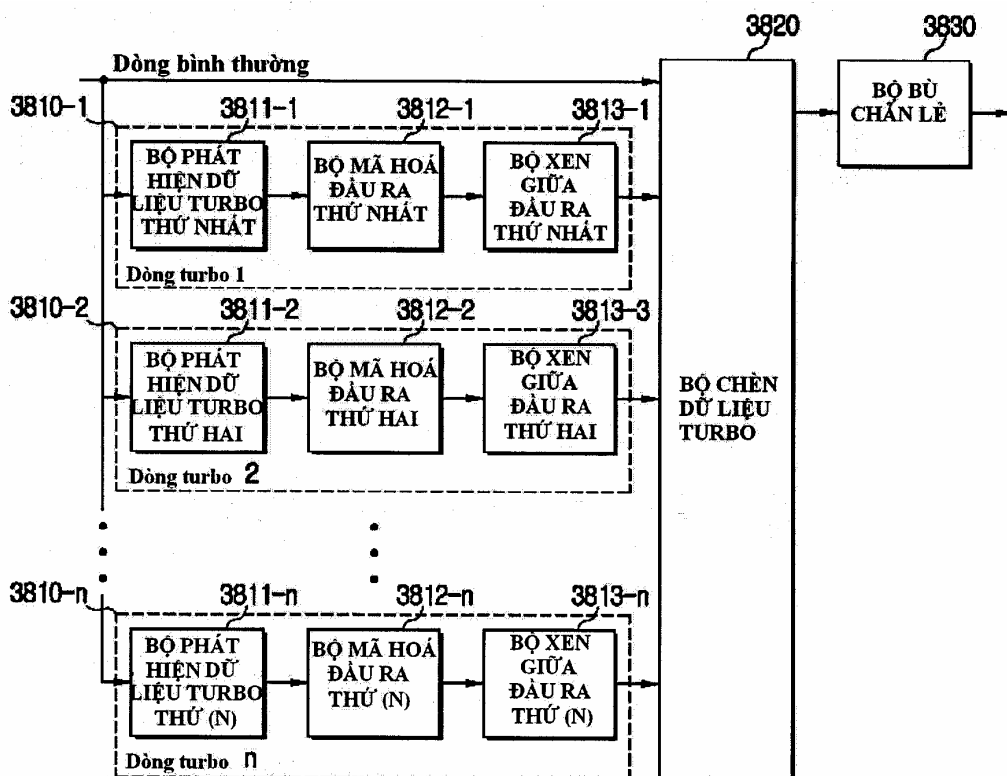 3820
3830
Dòng bình thường
BỘ BÙ
CHẴN LẺ
3810-1
3811-1
3812-1
3813-1
BỘ PHÁT
HIỆN DỮ
LIỆU TURBO
THỨ NHẤT
BỘ MÃ HOÁ
ĐẦU RA
THỨ NHẤT
BỘ XEN
GIỮA
ĐẦU RA
THỨ NHẤT
Dòng turbo 1
3810-2
3811-2
3812-2
3813-3
BỘ PHÁT
HIỆN DỮ
LIỆU TURBO
THỨ HAI
BỘ MÃ HOÁ
ĐẦU RA
THỨ HAI
BỘ XEN
GIỮA
ĐẦU RA
THỨ HAI
Dòng turbo 2
BỘ CHÈN
DỮ LIỆU
TURBO
3810-n
3811-n
3812-n
3813-n
BỘ PHÁT
HIỆN DỮ
LIỆU TURBO
THỨ (N)
BỘ MÃ HOÁ
ĐẦU RA
THỨ (N)
BỘ XEN
GIỮA
ĐẦU RA
THỨ (N)
Dòng turbo n